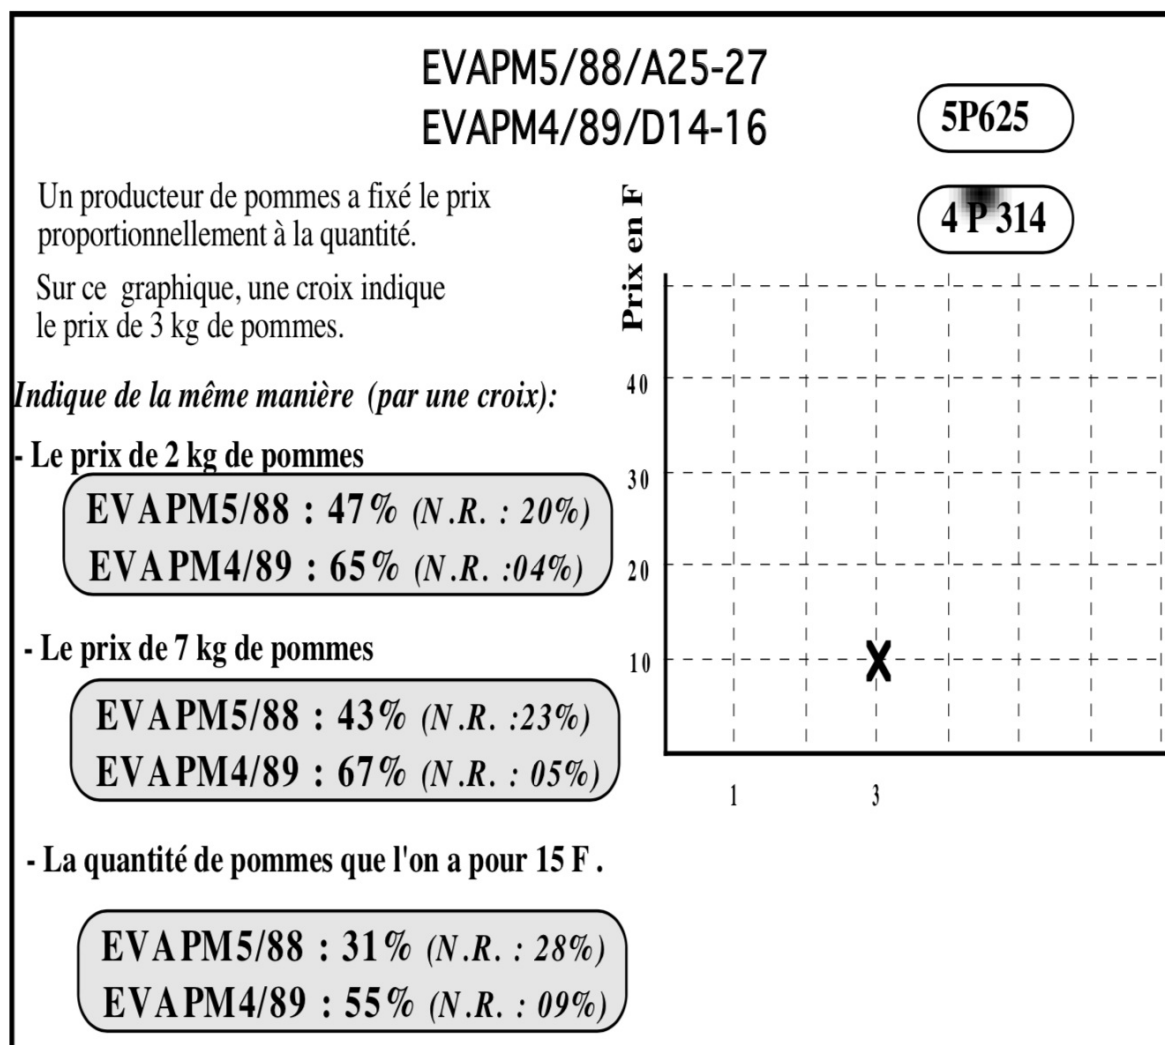 EVAPM5/88/A25-27
EVAPM4/89/D14-16
5P625
4 P 314
Un producteur de pommes a fixé le prix
proportionnellement à la quantité.
Sur ce graphique, une croix indique
le prix de 3 kg de pommes.
Indique de la même manière (par une croix):
- Le prix de 2 kg de pommes
EVAPM5/88 : 47% (N.R. : 20%)
EVAPM4/89 : 65% (N.R. :04%)
- Le prix de 7 kg de pommes
EVAPM5/88 : 43% (N.R. :23%)
EVAPM4/89 : 67% (N.R. : 05%)
- La quantité de pommes que l'on a pour 15 F .
EVAPM5/88 : 31% (N.R. : 28%)
EVAPM4/89 : 55% (N.R. : 09%)
Prix en F
40
30
20
10
X
1 3